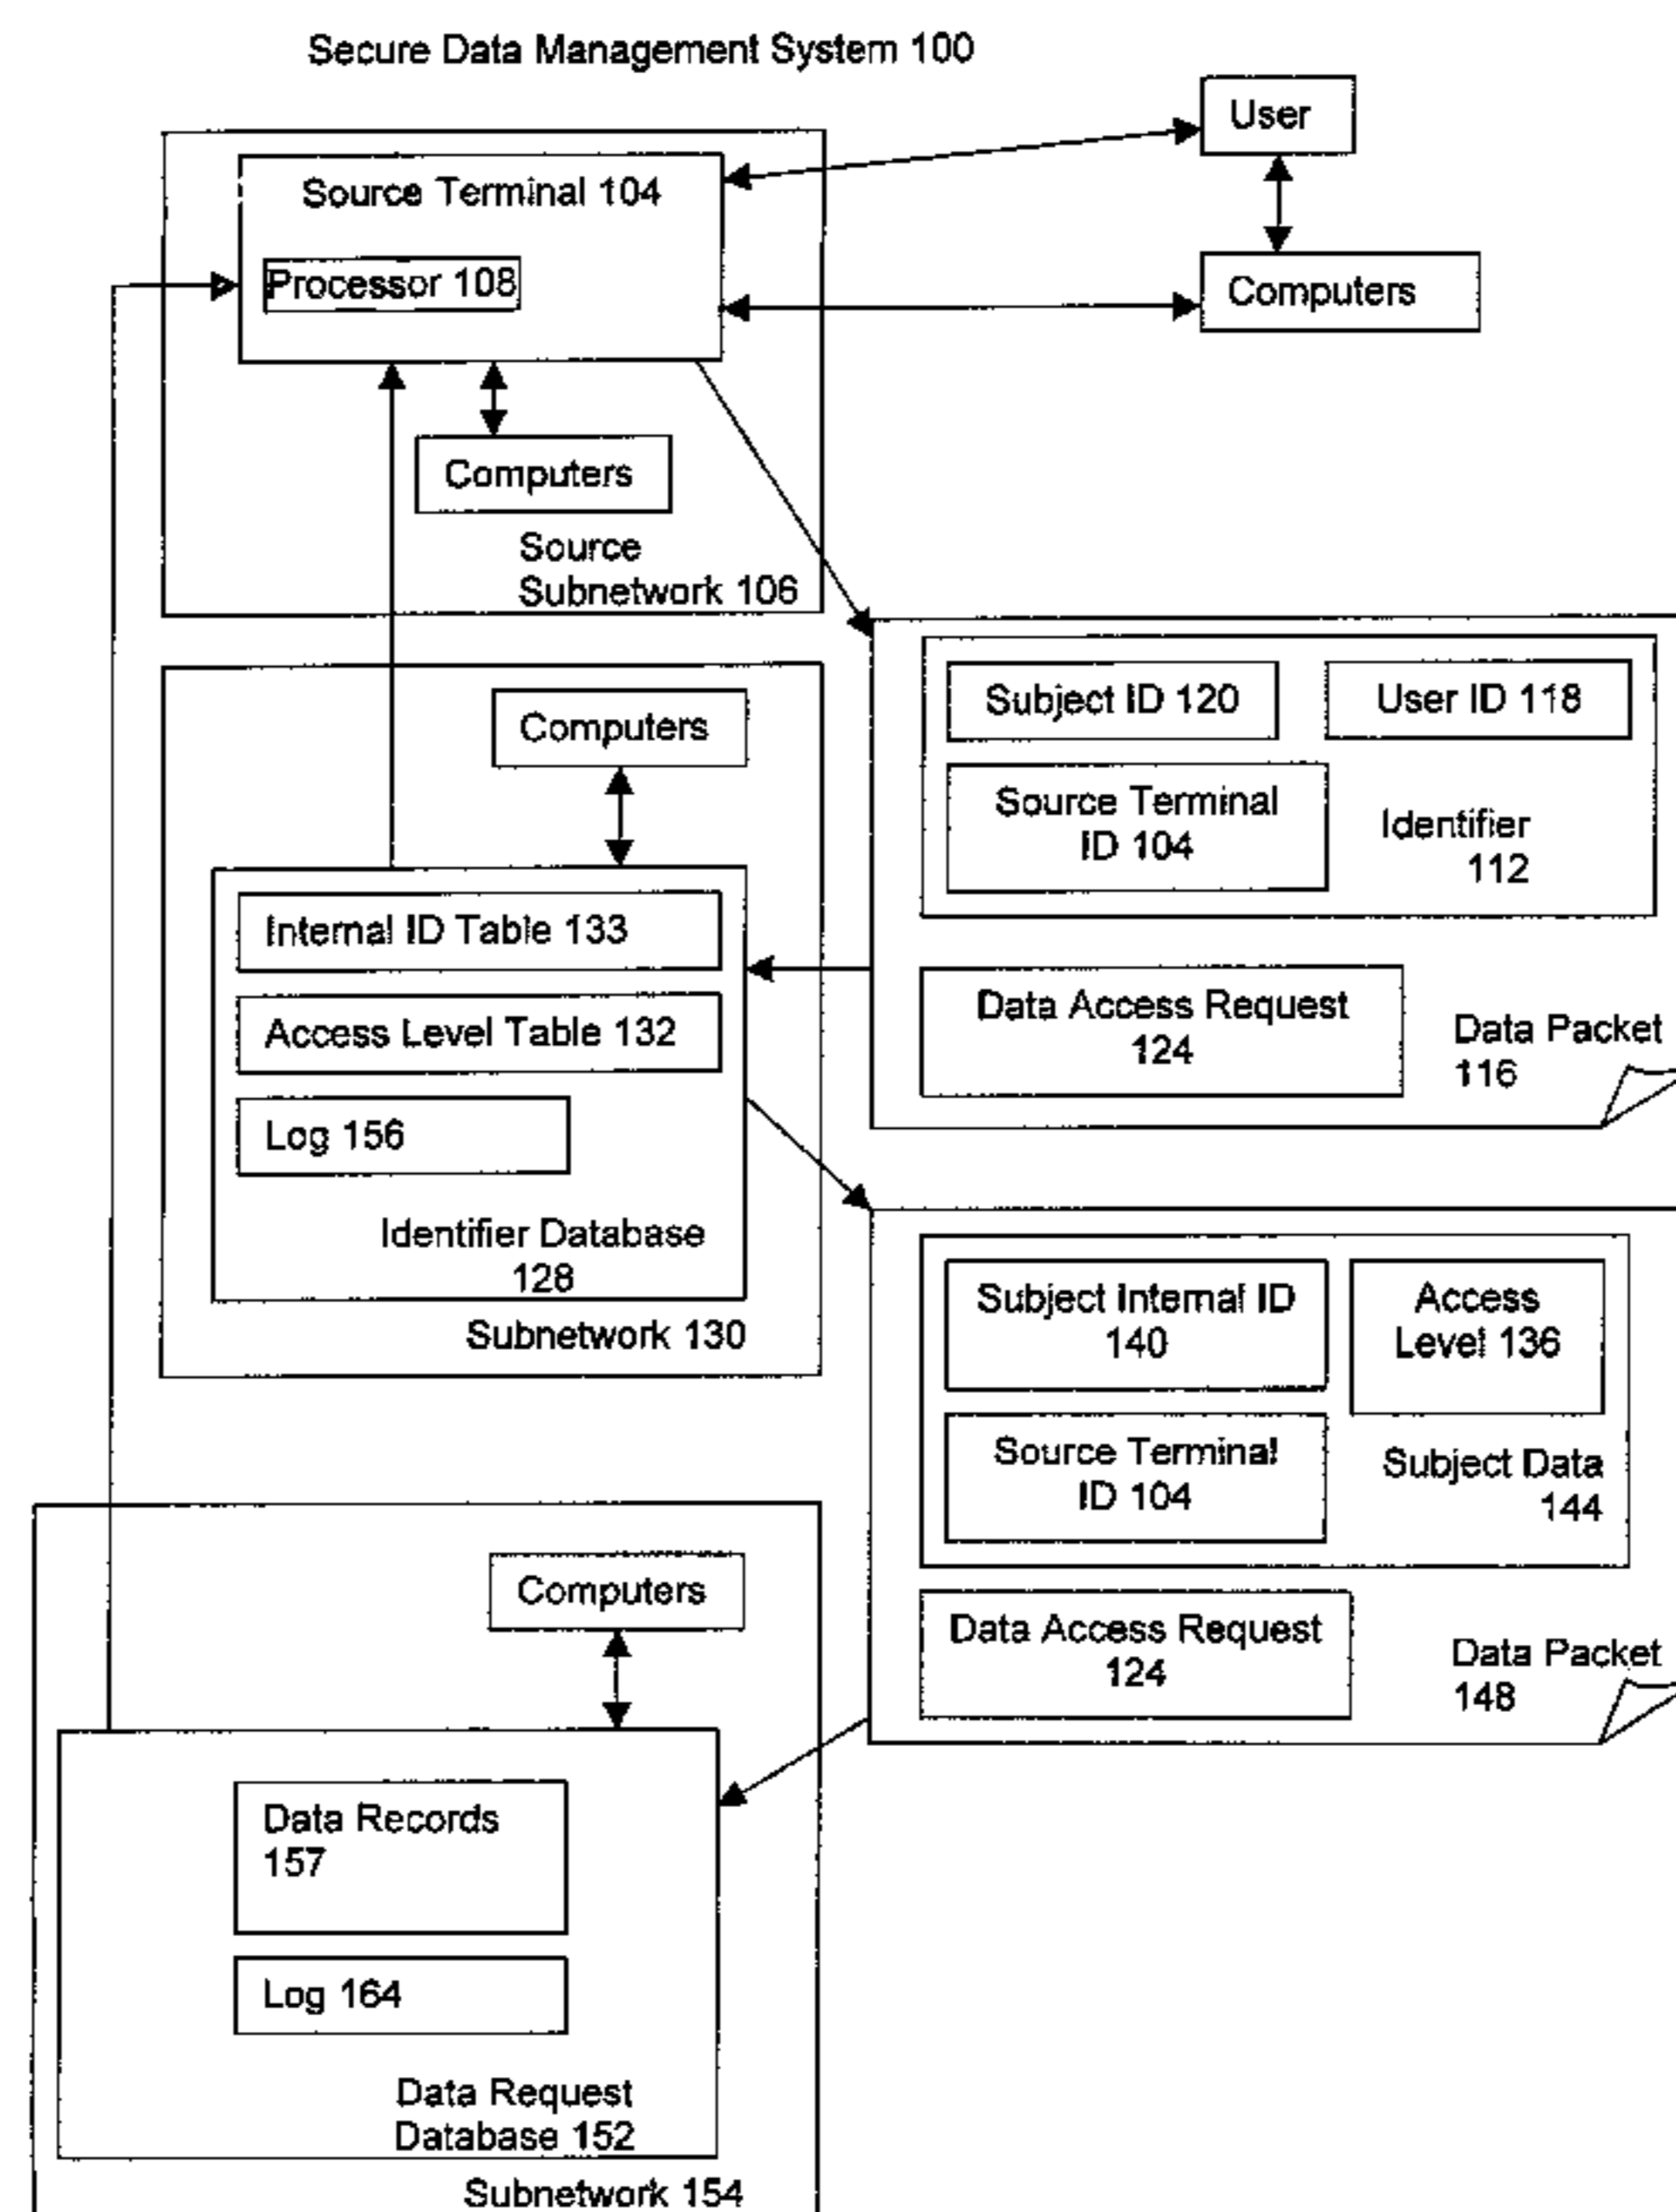 Secure Data Management System 100
User
Source Terminal 104
Processor 108
Computers
Computers
Source
Subnetwork 106
Subject ID 120
User ID 118
Source Terminal
ID 104
Identifier
112
Data Access Request
124
Data Packet
116
Computers
Internal ID Table 133
Access Level Table 132
Log 156
Identifier Database
128
Subnetwork 130
Subject Internal ID
140
Access
Level 136
Source Terminal
ID 104
Subject Data
144
Data Access Request
124
Data Packet
148
Computers
Data Records
157
Log 164
Data Request
Database 152
Subnetwork 154